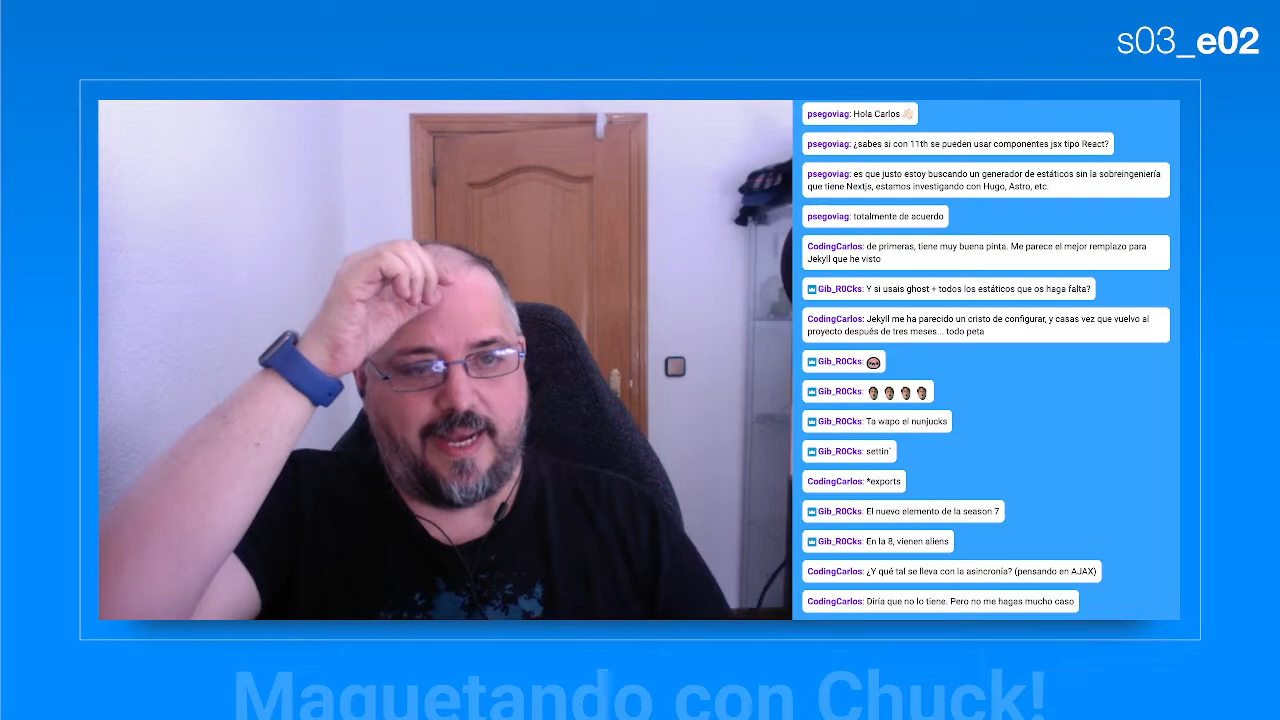 s03_e02
psegoviag: Hola Carlos 👋🏻
psegoviag: ¿sabes si con 11th se pueden usar componentes jsx tipo React?
psegoviag: es que justo estoy buscando un generador de estáticos sin la sobreingeniería
que tiene Nextjs, estamos investigando con Hugo, Astro, etc.
psegoviag: totalmente de acuerdo
CodingCarlos: de primeras, tiene muy buena pinta. Me parece el mejor remplazo para
Jekyll que he visto
Gib_R0Cks: Y si usais ghost + todos los estáticos que os haga falta?
CodingCarlos: Jekyll me ha parecido un cristo de configurar, y casas vez que vuelvo al
proyecto después de tres meses... todo peta
Gib_R0Cks:
Gib_R0Cks:
Gib_R0Cks: Ta wapo el nunjucks
Gib_R0Cks: settin`
CodingCarlos: *exports
Gib_R0Cks: El nuevo elemento de la season 7
Gib_R0Cks: En la 8, vienen aliens
CodingCarlos: ¿Y qué tal se lleva con la asincronía? (pensando en AJAX)
CodingCarlos: Diría que no lo tiene. Pero no me hagas mucho caso
Maquetando con Chuck!